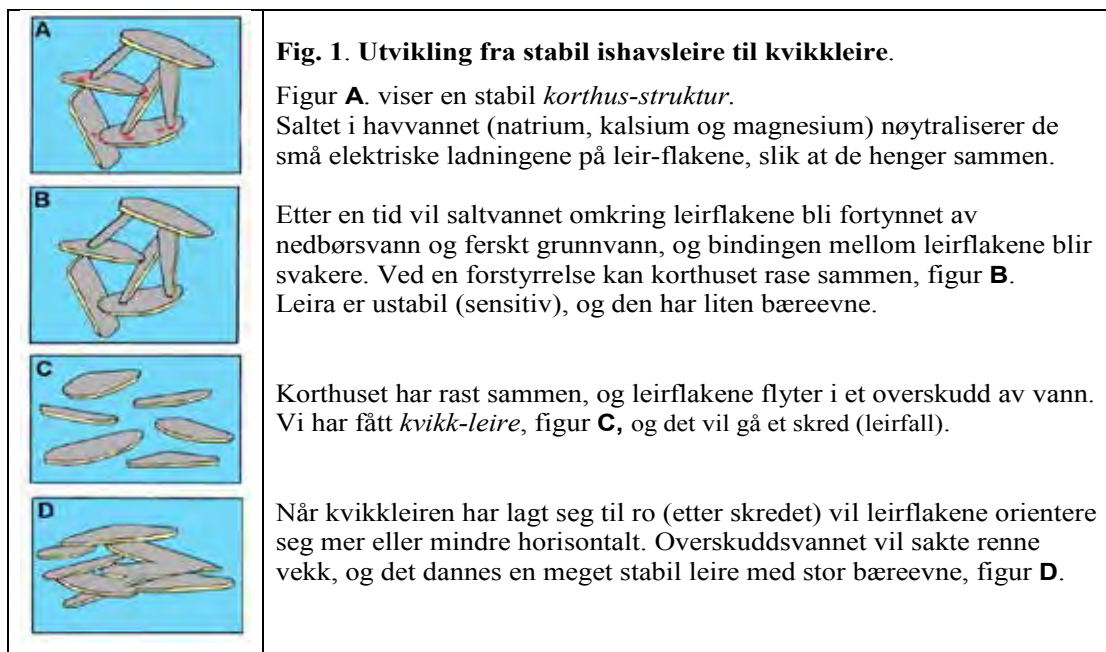 A
Fig. 1. Utvikling fra stabil ishavsleire til kvikkleire.
Figur A. viser en stabil korthus-struktur.
Saltet i havvannet (natrium, kalsium og magnesium) nøytraliserer de
små elektriske ladningene på leir-flakene, slik at de henger sammen.
B
Etter en tid vil saltvannet omkring leirflakene bli fortynnet av
nedbørsvann og ferskt grunnvann, og bindingen mellom leirflakene blir
svakere. Ved en forstyrrelse kan korthuset rase sammen, figur B.
Leira er ustabil (sensitiv), og den har liten bæreevne.
C
Korthuset har rast sammen, og leirflakene flyter i et overskudd av vann.
Vi har fått kvikk-leire, figur C, og det vil gå et skred (leirfall).
D
Når kvikkleiren har lagt seg til ro (etter skredet) vil leirflakene orientere
seg mer eller mindre horisontalt. Overskuddsvannet vil sakte renne
vekk, og det dannes en meget stabil leire med stor bæreevne, figur D.